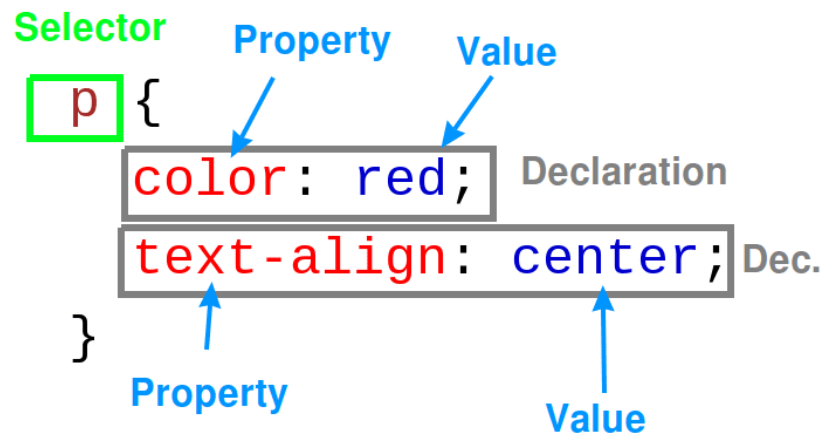 Selector
Property
Value
p {
color: red;
Declaration
text-align: center;
Dec.
}
Property
Value